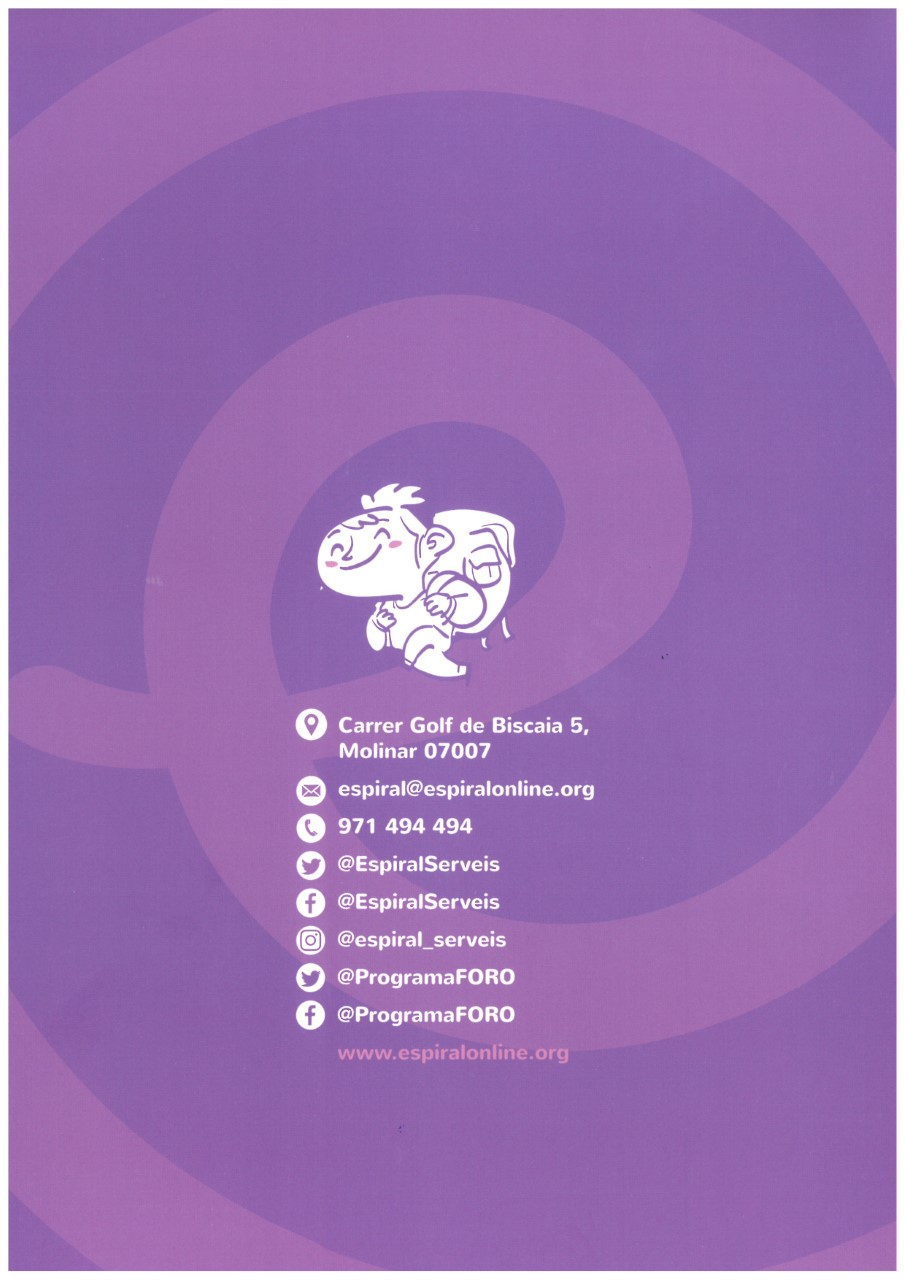 Carrer Golf de Biscaia 5,
Molinar 07007
espiral@espiralonline.org
971 494 494
@EspiralServeis
@EspiralServeis
@espiral_serveis
@ProgramaFORO
@ProgramaFORO
www.espiralonline.org